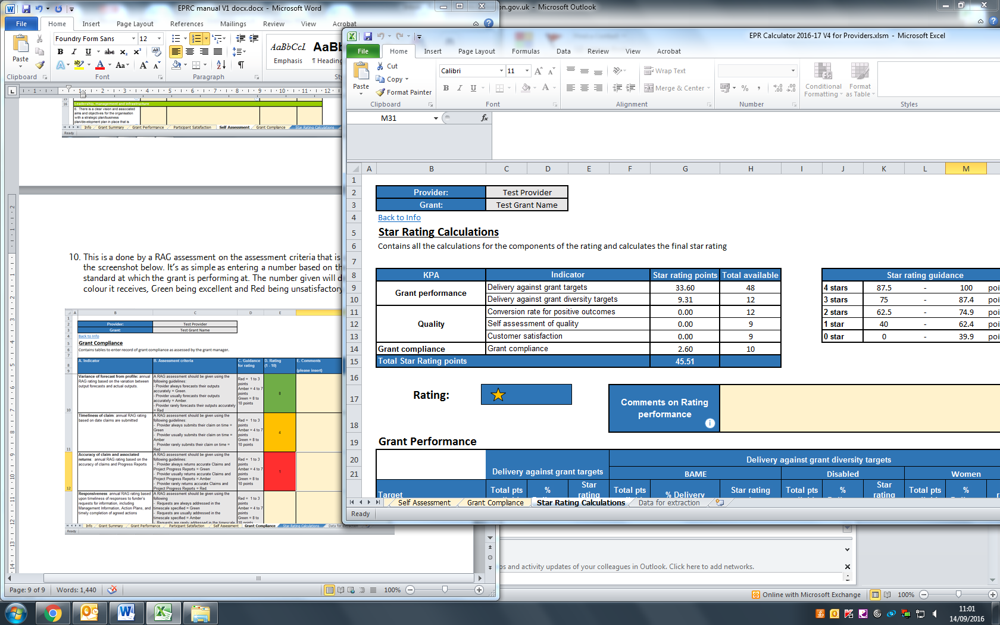 EPRC manual V1 docx.docx - Microsoft Word
on.gov.uk - Microsoft Outlook
File Home Insert Page Layout References Mailings Review View Acrobat
Foundry Form Sans 12
AaBbCcI AaBb
Paste
Emphasis ¶ Heading
Clipboard Font Paragraph
EPR Calculator 2016-17 V4 for Providers.xlsm - Microsoft Excel
File Home Insert Page Layout Formulas Data Review View Acrobat
Paste
Cut
Copy
Format Painter
Calibri 11
Wrap Text
Merge & Center
Conditional Formatting
Format as Table
Clipboard Font Alignment Number Styles
M31
fx
16 Leadership, management and infrastructure
6. There is a clear vision and associated
aims and objectives for the organisation
with a strategic plan/business
plan/development plan in place that is
Info Grant Summary Grant Performance Participant Satisfaction Self Assessment Grant Compliance Star Rating Calculations
Ready
10. This is a done by a RAG assessment on the assessment criteria that is
the screenshot below. It's as simple as entering a number based on th
standard at which the grant is performing at. The number given will d
colour it receives, Green being excellent and Red being unsatisfactory
A B C D E
Provider: Test Provider
Grant: Test Grant Name
Back to Info
Grant Compliance
Contains tables to enter record of grant compliance as assessed by the grant manager.
A. Indicator B. Assessment criteria C. Guidance for rating D. Rating (1 - 10) E. Comments (please insert)
Variance of forecast from profile: annual RAG rating based on the variation between output forecasts and actual outputs.
A RAG assessment should be given using the following guidelines:
- Provider always forecasts their outputs accurately = Green.
- Provider usually forecasts their outputs accurately = Amber.
- Provider rarely forecasts their outputs accurately = Red
Red = 1 to 3 points
Amber = 4 to 7 points
Green = 8 to 10 points
8
Timeliness of claim: annual RAG rating based on date claims are submitted
A RAG assessment should be given using the following guidelines:
- Provider always submits their claim on time = Green
- Provider usually submits their claim on time = Amber
- Provider rarely submits their claim on time = Red
Red = 1 to 3 points
Amber = 4 to 7 points
Green = 8 to 10 points
4
Accuracy of claim and associated returns: annual RAG rating based on the accuracy of claims and Progress Reports
A RAG assessment should be given using the following guidelines:
- Provider always returns accurate Claims and Project Progress Reports = Green
- Provider usually returns accurate Claims and Project Progress Reports = Amber
- Provider rarely returns accurate Claims and Project Progress Reports = Red
Red = 1 to 3 points
Amber = 4 to 7 points
Green = 8 to 10 points
1
Responsiveness: annual RAG rating based upon timeliness of responses to funder's requests for information, including Management Information, Action Plans, and timely completion of agreed actions
A RAG assessment should be given using the following
- Requests are always addressed in the timescale specified = Green
- Requests are usually addressed in the timescale specified = Amber
- Requests are rarely addressed in the timescale
Red = 1 to 3 points
Amber = 4 to 7 points
Green = 8 to 10 points
Info Grant Summary Grant Performance Participant Satisfaction Self Assessment Grant Compliance Star Rating Calculations Data for extraction
Ready
Page: 9 of 9 Words: 1,440 100%
A B C D E F G H I J K L M
Provider: Test Provider
Grant: Test Grant Name
Back to Info
Star Rating Calculations
Contains all the calculations for the components of the rating and calculates the final star rating
KPA Indicator Star rating points Total available
Grant performance
Delivery against grant targets 33.60 48
Delivery against grant diversity targets 9.31 12
Quality
Conversion rate for positive outcomes 0.00 12
Self assessment of quality 0.00 9
Customer satisfaction 0.00 9
Grant compliance Grant compliance 2.60 10
Total Star Rating points 45.51
Star rating guidance
4 stars 87.5 - 100 poi
3 stars 75 - 87.4 poi
2 stars 62.5 - 74.9 poi
1 star 40 - 62.4 poi
0 star 0 - 39.9 poi
Rating:
Comments on Rating performance
Grant Performance
Delivery against grant diversity targets
Delivery against grant targets BAME Disabled Women
Target Total pts % Star rating Total pts % Delivery Star rating Total pts % Star rating Total pts %
Self Assessment Grant Compliance Star Rating Calculations Data for extraction
Ready
os and activity updates of your colleagues in Outlook. Click here to add networks.
Online with Microsoft Exchange 100%
11:01
14/09/2016